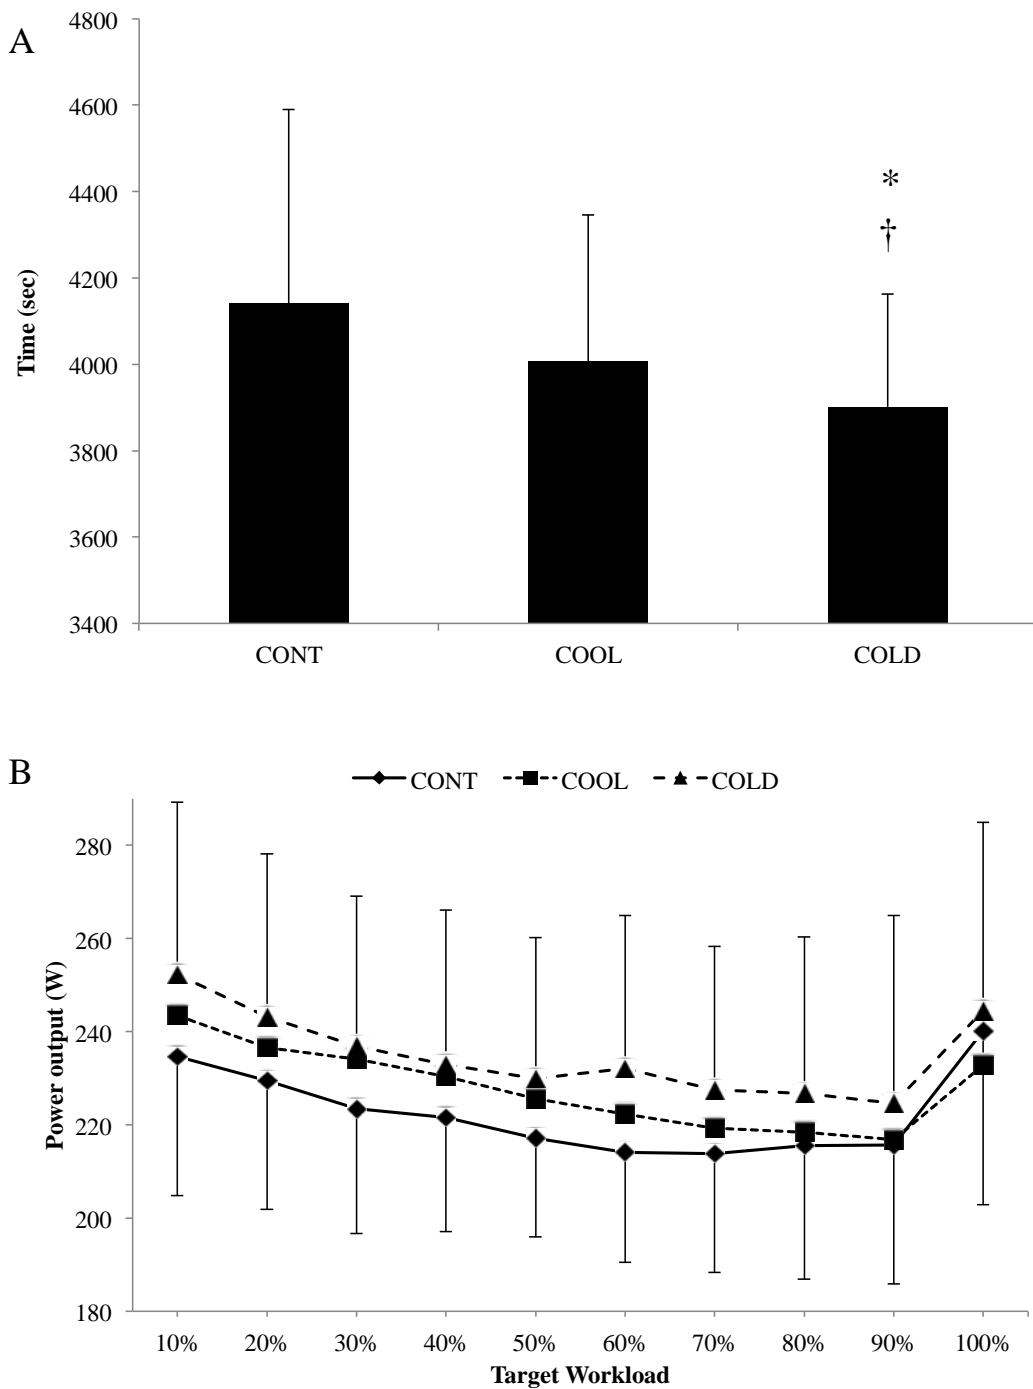 A
4800
4600
4400
4200
4000
3800
3600
3400
Time (sec)
*
†
CONT COOL COLD
B
CONT COOL COLD
280
260
240
220
200
180
Power output (W)
10% 20% 30% 40% 50% 60% 70% 80% 90% 100%
Target Workload